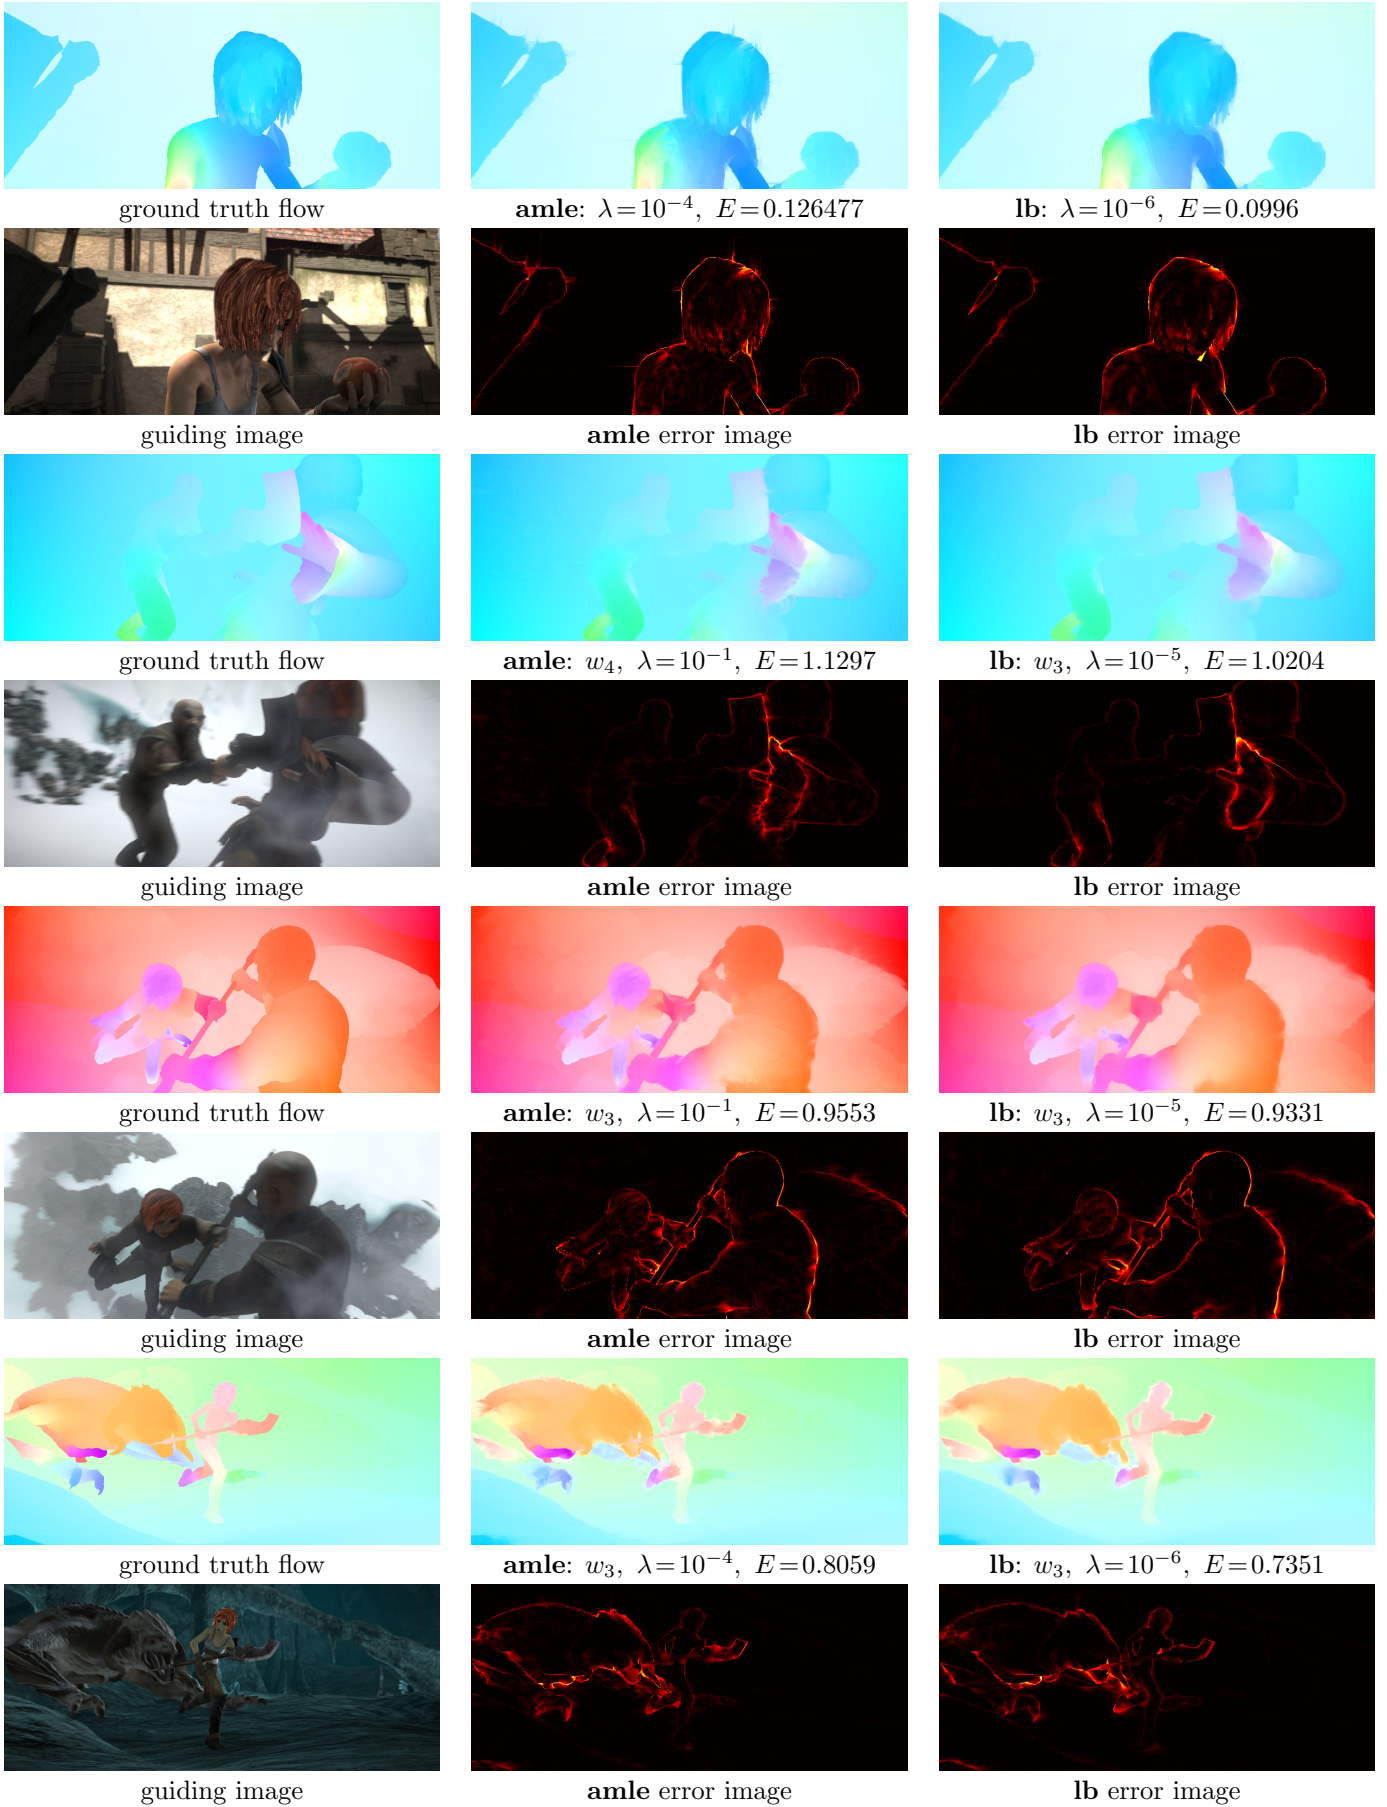 ground truth flow
amle: λ=10⁻⁴, E=0.126477
lb: λ=10⁻⁶, E=0.0996
guiding image
amle error image
lb error image
ground truth flow
amle: w₄, λ=10⁻¹, E=1.1297
lb: w₃, λ=10⁻⁵, E=1.0204
guiding image
amle error image
lb error image
ground truth flow
amle: w₃, λ=10⁻¹, E=0.9553
lb: w₃, λ=10⁻⁵, E=0.9331
guiding image
amle error image
lb error image
ground truth flow
amle: w₃, λ=10⁻⁴, E=0.8059
lb: w₃, λ=10⁻⁶, E=0.7351
guiding image
amle error image
lb error image